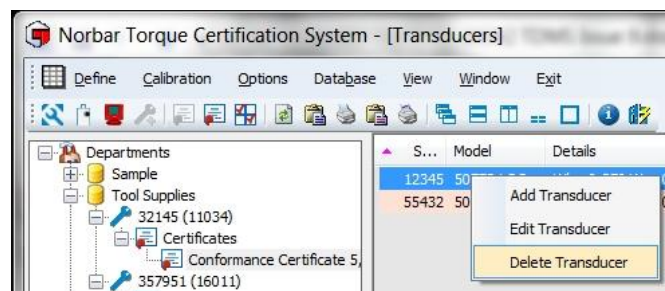 Norbar Torque Certification System - [Transducers]
Define Calibration Options Database View Window Exit
Departments
Sample
Tool Supplies
32145 (11034)
Certificates
Conformance Certificate 5,
357951 (16011)
S... Model Details
12345
55432 50
Add Transducer
Edit Transducer
Delete Transducer